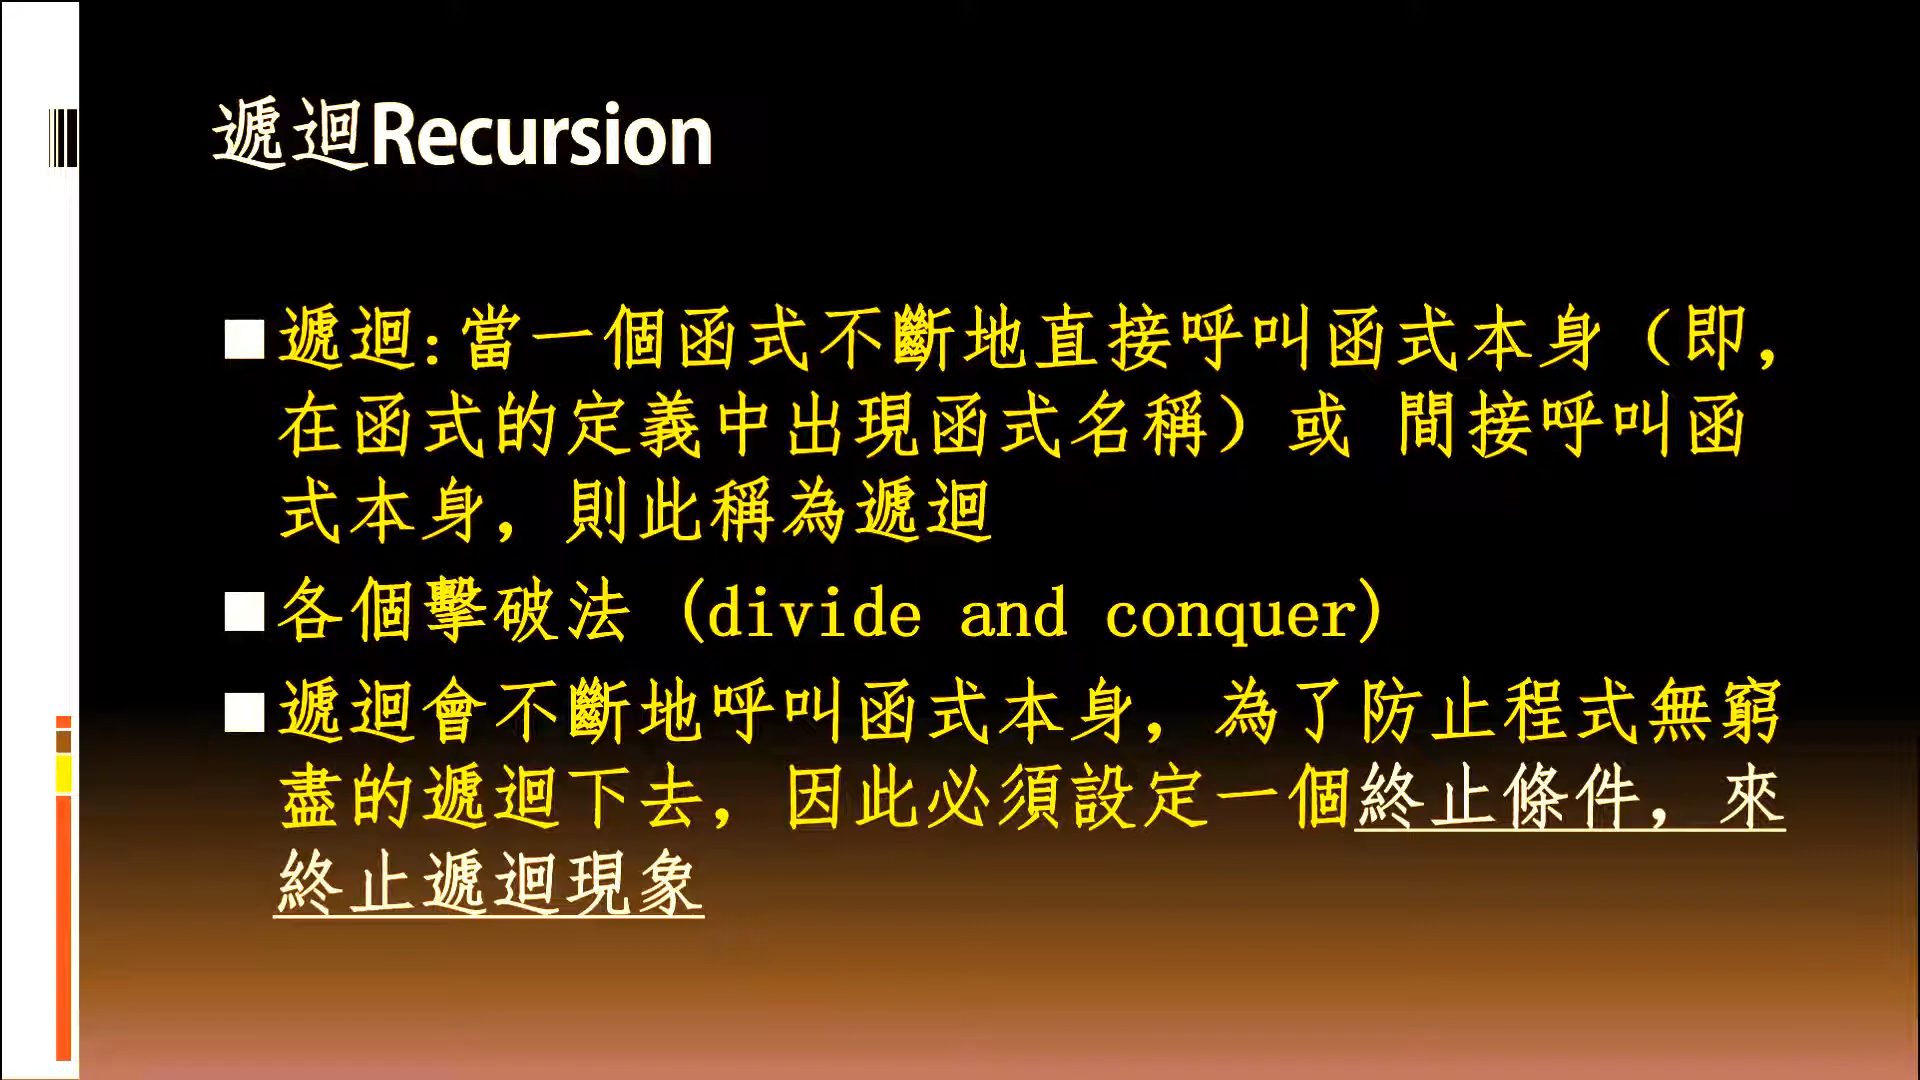 遞迴Recursion
遞迴:當一個函式不斷地直接呼叫函式本身（即，
在函式的定義中出現函式名稱）或 間接呼叫函
式本身，則此稱為遞迴
各個擊破法 (divide and conquer)
遞迴會不斷地呼叫函式本身，為了防止程式無窮
盡的遞迴下去，因此必須設定一個終止條件，來
終止遞迴現象